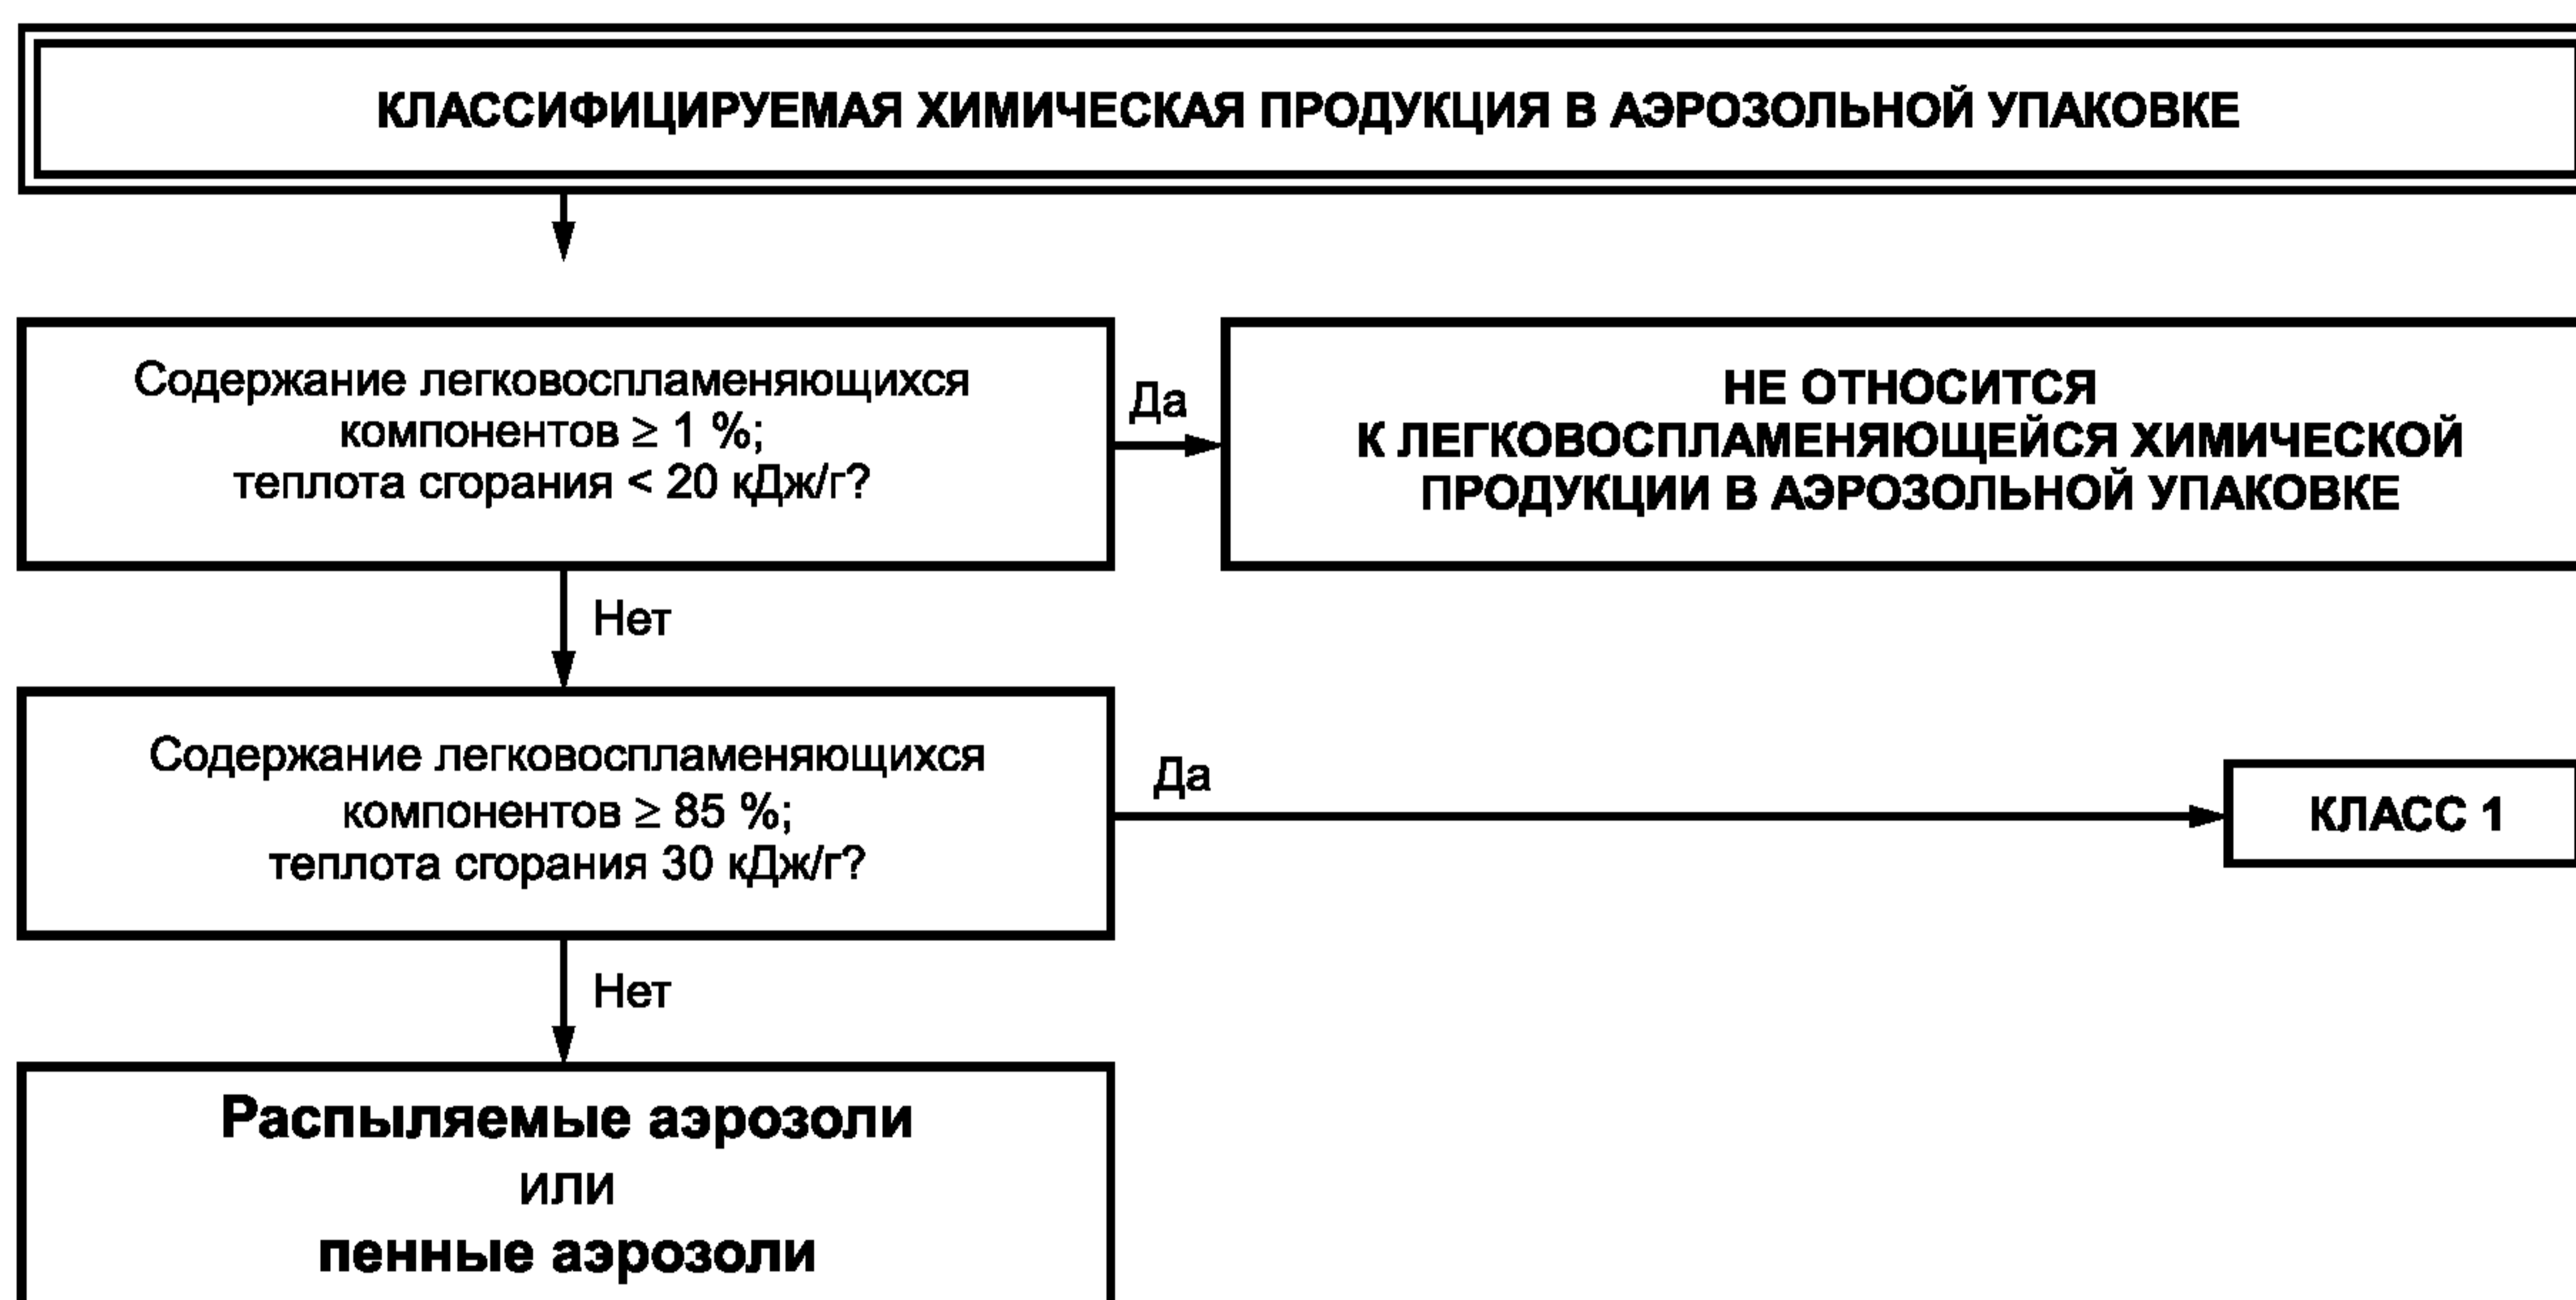 КЛАССИФИЦИРУЕМАЯ ХИМИЧЕСКАЯ ПРОДУКЦИЯ В АЭРОЗОЛЬНОЙ УПАКОВКЕ
Содержание легковоспламеняющихся
компонентов ≥ 1 %;
теплота сгорания < 20 кДж/г?
Да
НЕ ОТНОСИТСЯ
К ЛЕГКОВОСПЛАМЕНЯЮЩЕЙСЯ ХИМИЧЕСКОЙ
ПРОДУКЦИИ В АЭРОЗОЛЬНОЙ УПАКОВКЕ
Нет
Содержание легковоспламеняющихся
компонентов ≥ 85 %;
теплота сгорания 30 кДж/г?
Да
КЛАСС 1
Нет
Распыляемые аэрозоли
или
пенные аэрозоли